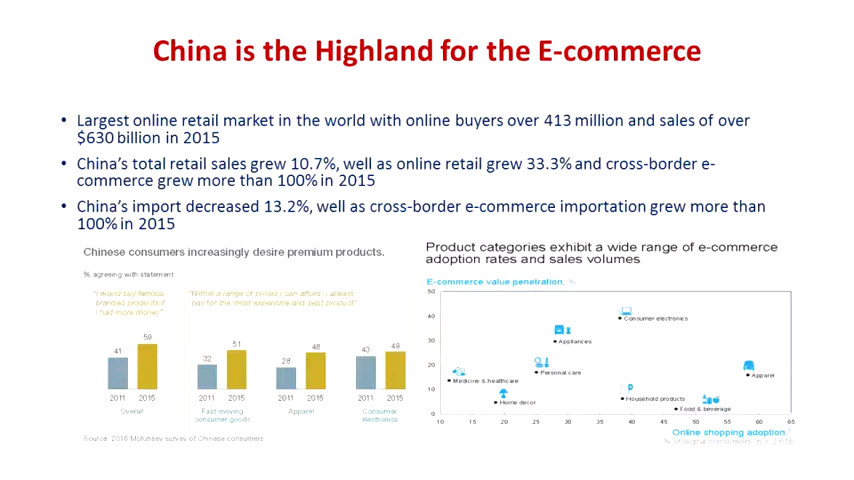 China is the Highland for the E-commerce
• Largest online retail market in the world with online buyers over 413 million and sales of over
$630 billion in 2015
• China's total retail sales grew 10.7%, well as online retail grew 33.3% and cross-border e-
commerce grew more than 100% in 2015
• China's import decreased 13.2%, well as cross-border e-commerce importation grew more than
100% in 2015
Chinese consumers increasingly desire premium products.
% agreeing with statement
"I would buy famous
branded products if
I had more money"
"Within a range of prices I can afford, I always
pay for the most expensive and best product"
41 59
32 51
28 48
43 49
2011 2015 2011 2015 2011 2015 2011 2015
Overall
Fast-moving
consumer goods
Apparel
Consumer
electronics
Source: 2016 McKinsey survey of Chinese consumers
Product categories exhibit a wide range of e-commerce
adoption rates and sales volumes
E-commerce value penetration, %
50
40
30
20
10
0
Consumer electronics
Appliances
Personal care
Medicine & healthcare
Apparel
Home decor
Household products
Food & beverage
10 15 20 25 30 35 40 45 50 55 60 65
Online shopping adoption,